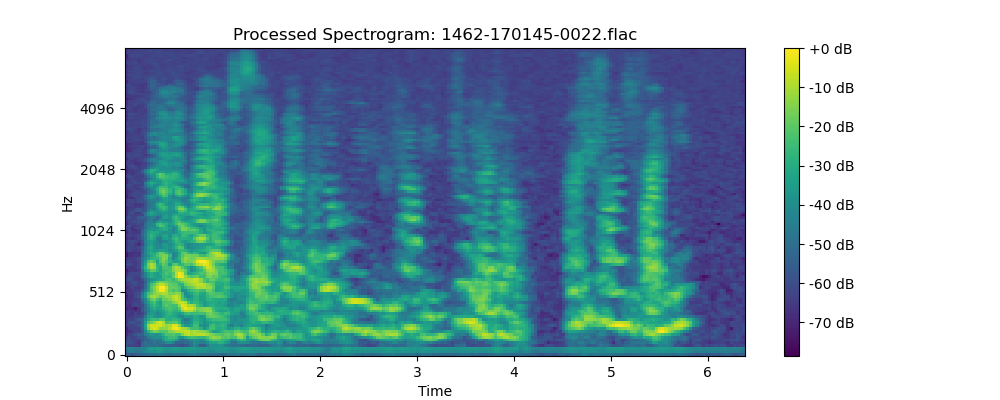 Processed Spectrogram: 1462-170145-0022.flac
Hz
4096
2048
1024
512
0
0 1 2 3 4 5 6
Time
+0 dB
-10 dB
-20 dB
-30 dB
-40 dB
-50 dB
-60 dB
-70 dB